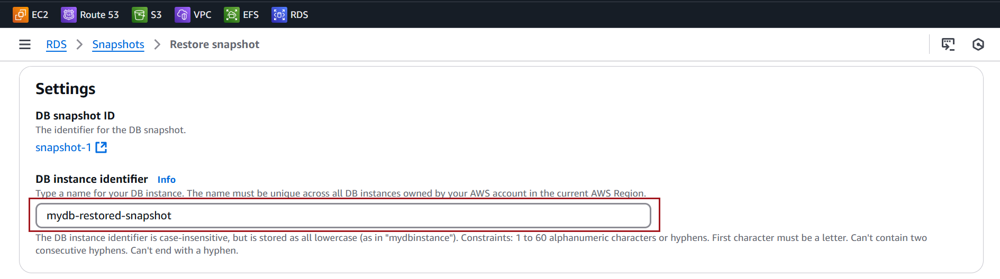 EC2 Route 53 S3 VPC EFS RDS
RDS Snapshots Restore snapshot
Settings
DB snapshot ID
The identifier for the DB snapshot.
snapshot-1
DB instance identifier Info
Type a name for your DB instance. The name must be unique across all DB instances owned by your AWS account in the current AWS Region.
mydb-restored-snapshot
The DB instance identifier is case-insensitive, but is stored as all lowercase (as in "mydbinstance"). Constraints: 1 to 60 alphanumeric characters or hyphens. First character must be a letter. Can't contain two
consecutive hyphens. Can't end with a hyphen.